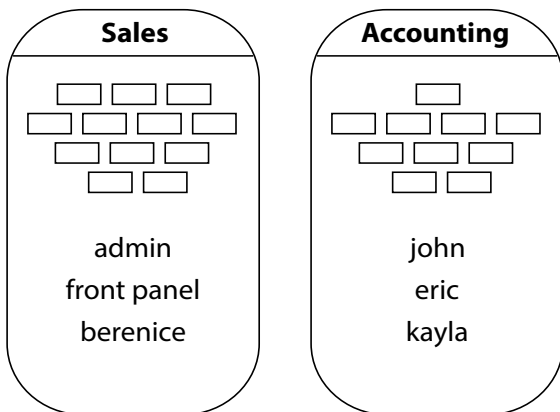 Sales
admin
front panel
berenice
Accounting
john
eric
kayla